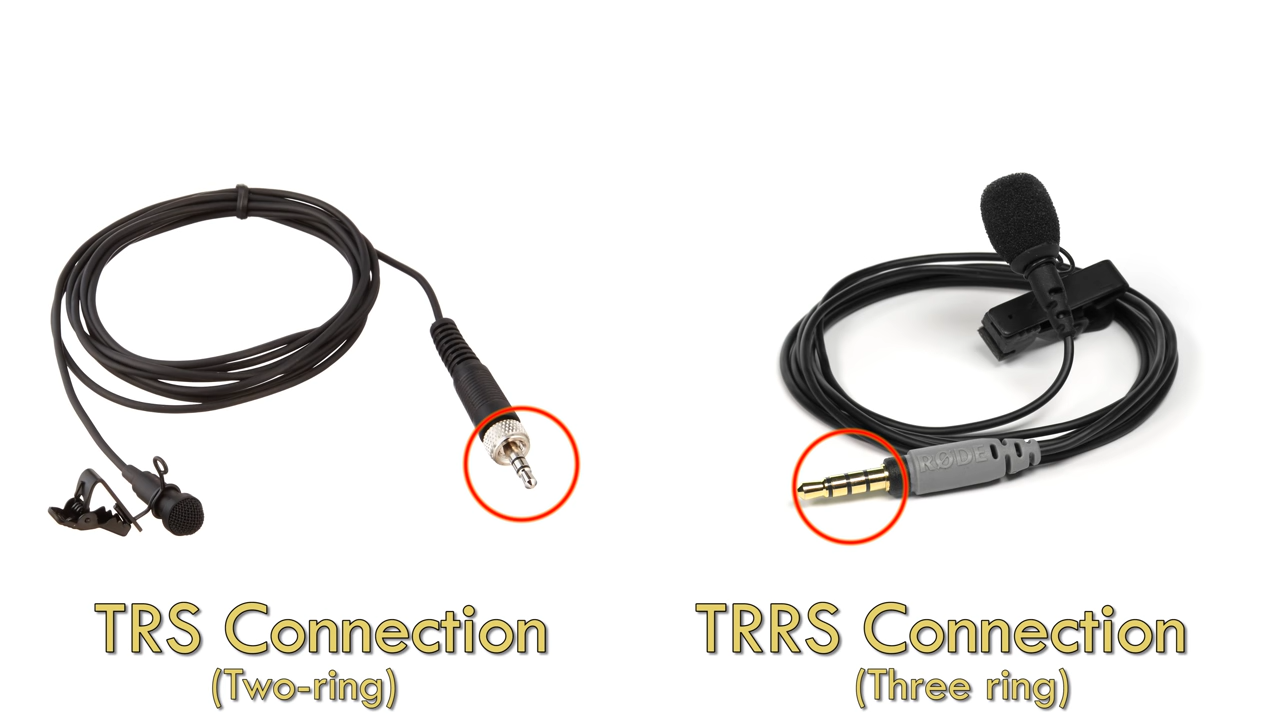 RØDE
TRS Connection
(Two-ring)
TRRS Connection
(Three ring)